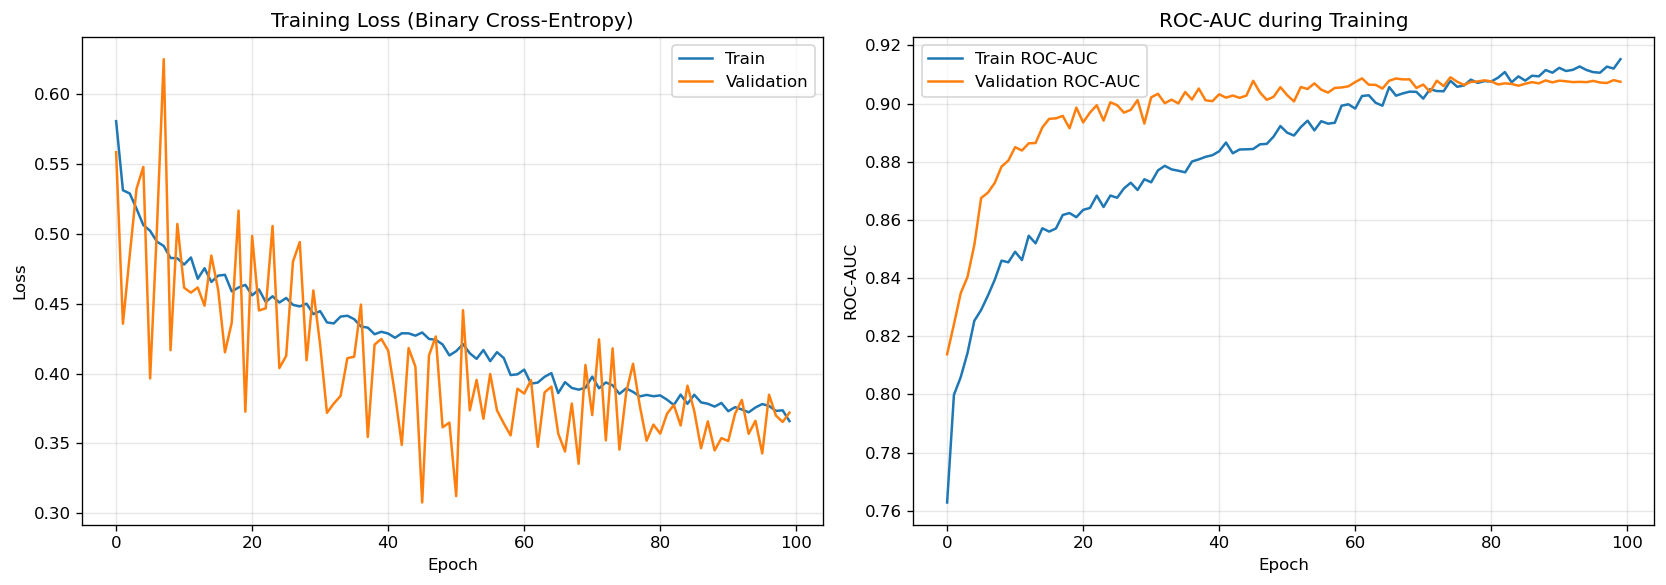 Training Loss (Binary Cross-Entropy)
Train
Validation
0.60
0.55
0.50
0.45
0.40
0.35
0.30
Loss
0
20
40
60
80
100
Epoch
ROC-AUC during Training
Train ROC-AUC
Validation ROC-AUC
0.92
0.90
0.88
0.86
0.84
0.82
0.80
0.78
0.76
ROC-AUC
0
20
40
60
80
100
Epoch